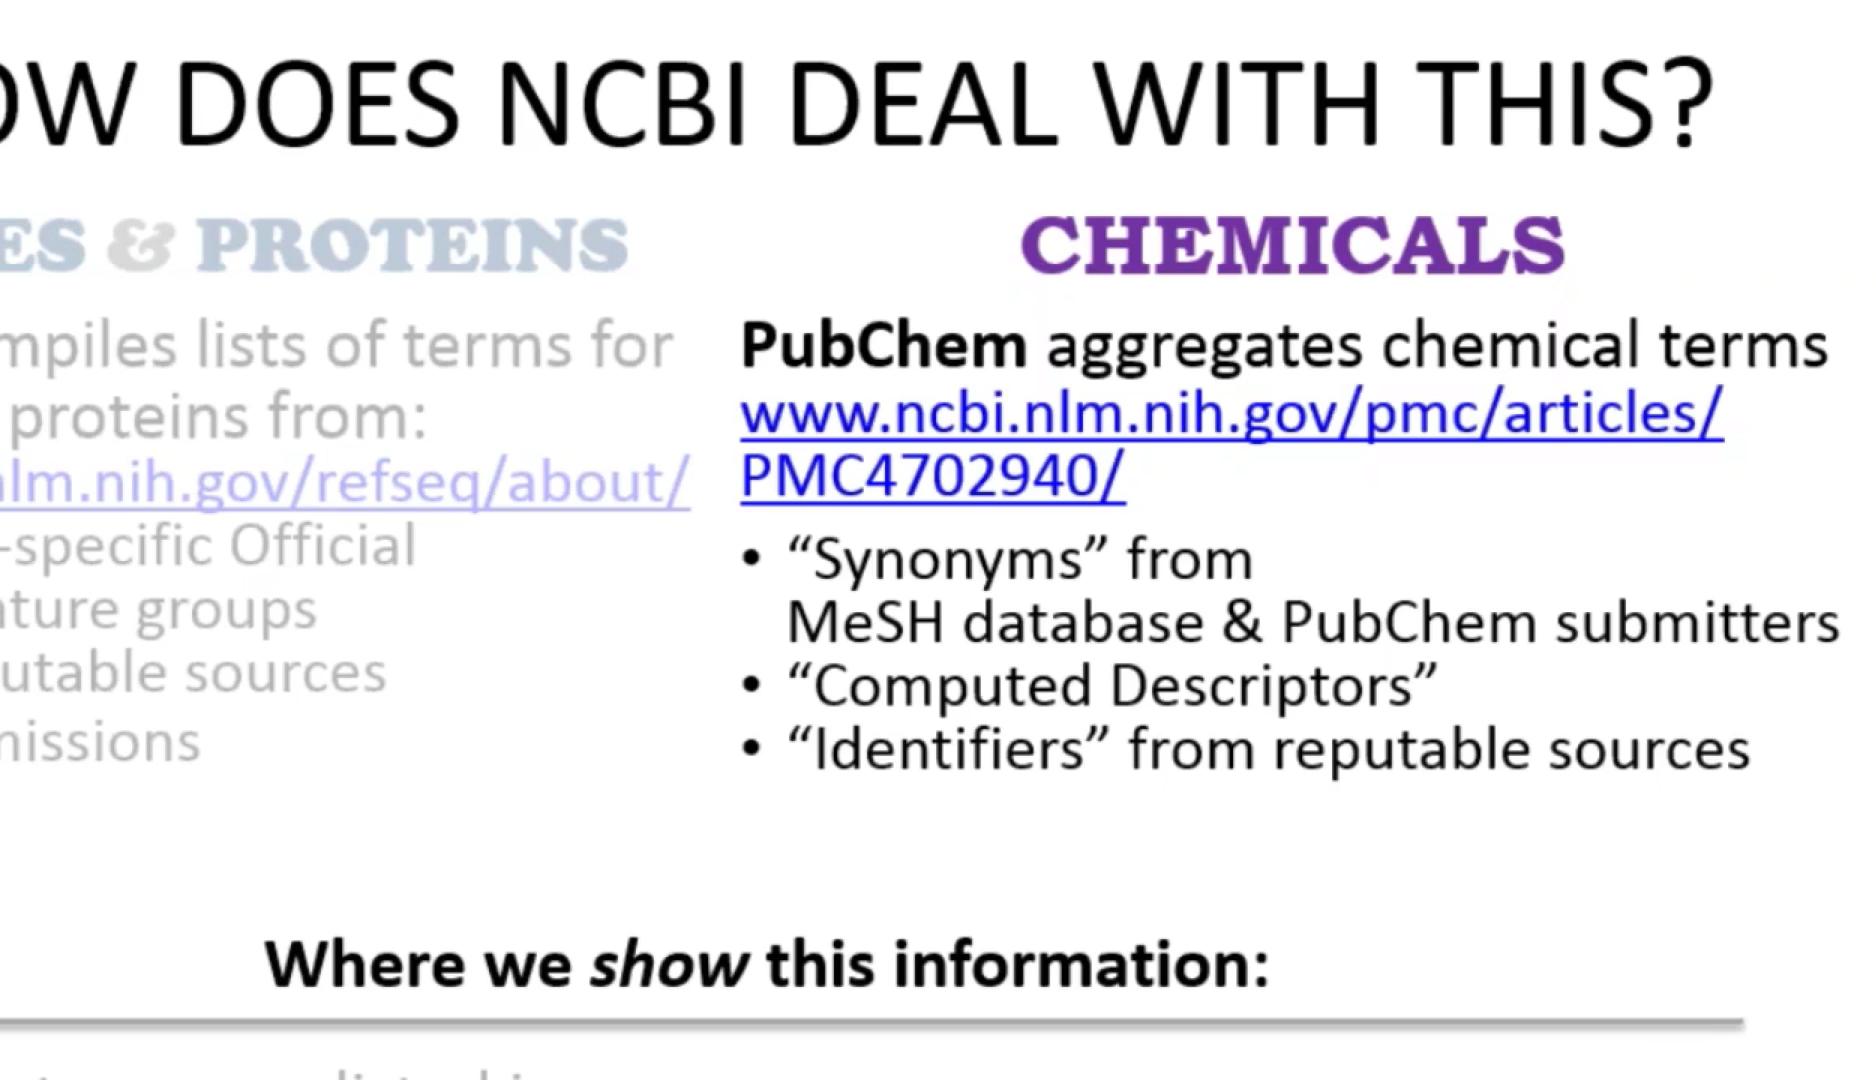 OW DOES NCBI DEAL WITH THIS?
ES & PROTEINS
mpiles lists of terms for
proteins from:
nlm.nih.gov/refseq/about/
-specific Official
ture groups
utable sources
missions
CHEMICALS
PubChem aggregates chemical terms
www.ncbi.nlm.nih.gov/pmc/articles/
PMC4702940/
• “Synonyms” from
MeSH database & PubChem submitters
• “Computed Descriptors”
• “Identifiers” from reputable sources
Where we show this information: